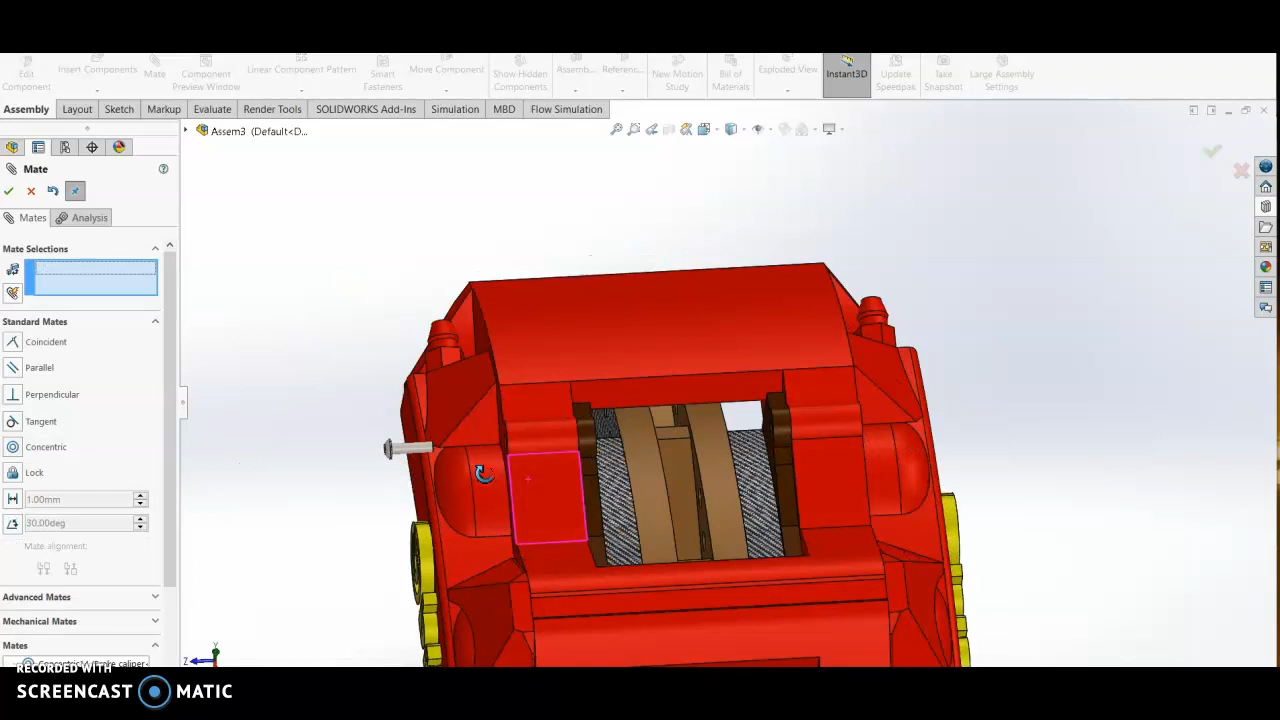 Edit Component
Insert Components
Mate
Component Preview Window
Linear Component Pattern
Smart Fasteners
Move Component
Show Hidden Components
Assemb...
Referenc...
New Motion Study
Bill of Materials
Exploded View
Instant3D
Update Speedpak
Take Snapshot
Large Assembly Settings
Assembly Layout Sketch Markup Evaluate Render Tools SOLIDWORKS Add-Ins Simulation MBD Flow Simulation
Assem3 (Default<D...
Mate
Mates Analysis
Mate Selections
Standard Mates
Coincident
Parallel
Perpendicular
Tangent
Concentric
Lock
1.00mm
30.00deg
Mate alignment:
Advanced Mates
Mechanical Mates
Mates
Y
Z
RECORDED WITH
SCREENCAST MATIC